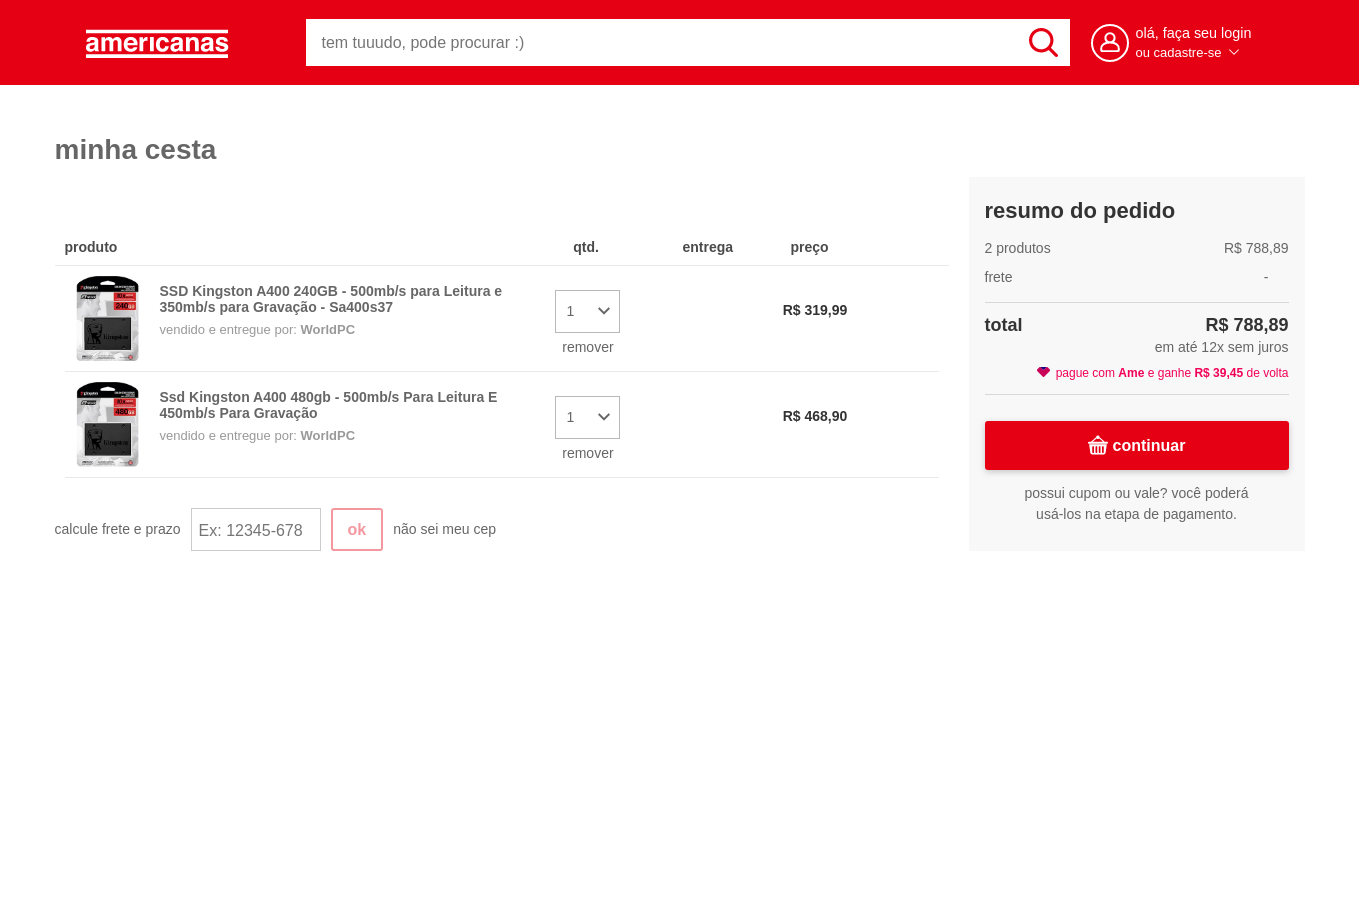 americanas
tem tuuudo, pode procurar :)
olá, faça seu login
ou cadastre-se
minha cesta
produto qtd. entrega preço
SSD Kingston A400 240GB - 500mb/s para Leitura e
350mb/s para Gravação - Sa400s37
vendido e entregue por: WorldPC
1
remover
R$ 319,99
Ssd Kingston A400 480gb - 500mb/s Para Leitura E
450mb/s Para Gravação
vendido e entregue por: WorldPC
1
remover
R$ 468,90
calcule frete e prazo Ex: 12345-678 ok não sei meu cep
resumo do pedido
2 produtos R$ 788,89
frete -
total R$ 788,89
em até 12x sem juros
pague com Ame e ganhe R$ 39,45 de volta
continuar
possui cupom ou vale? você poderá
usá-los na etapa de pagamento.